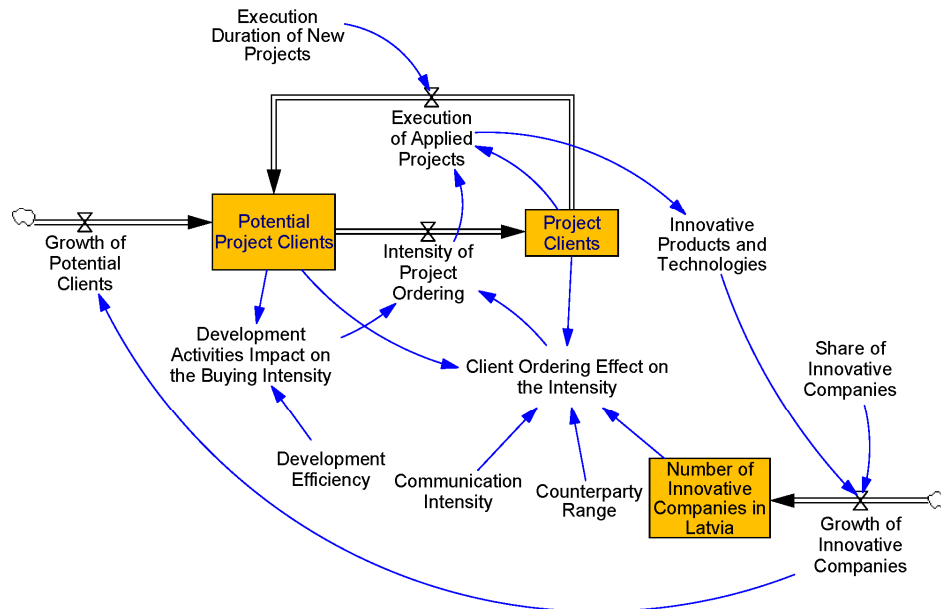 Execution
Duration of New
Projects
Execution
of Applied
Projects
Potential
Project Clients
Project
Clients
Growth of
Potential
Clients
Intensity of
Project
Ordering
Innovative
Products and
Technologies
Development
Activities Impact on
the Buying Intensity
Client Ordering Effect on
the Intensity
Share of
Innovative
Companies
Development
Efficiency
Communication
Intensity
Counterparty
Range
Number of
Innovative
Companies in
Latvia
Growth of
Innovative
Companies